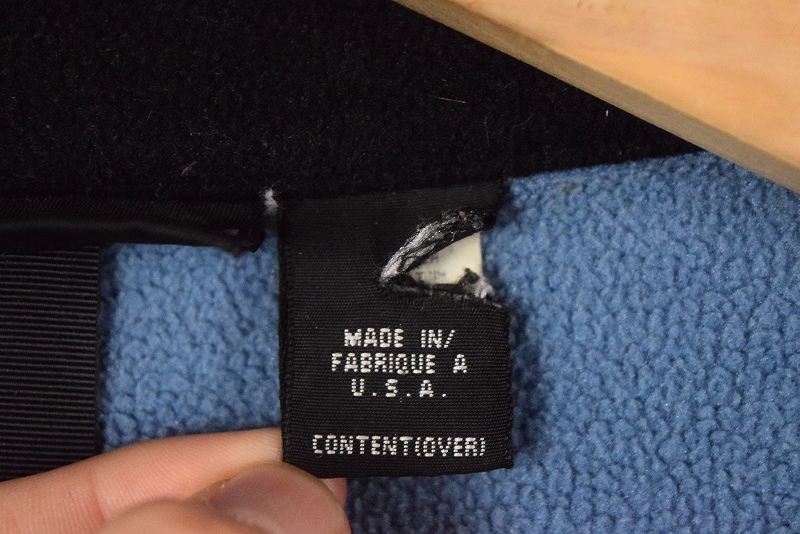 MADE IN/
FABRIQUE A
U.S.A.
CONTENT(OVER)